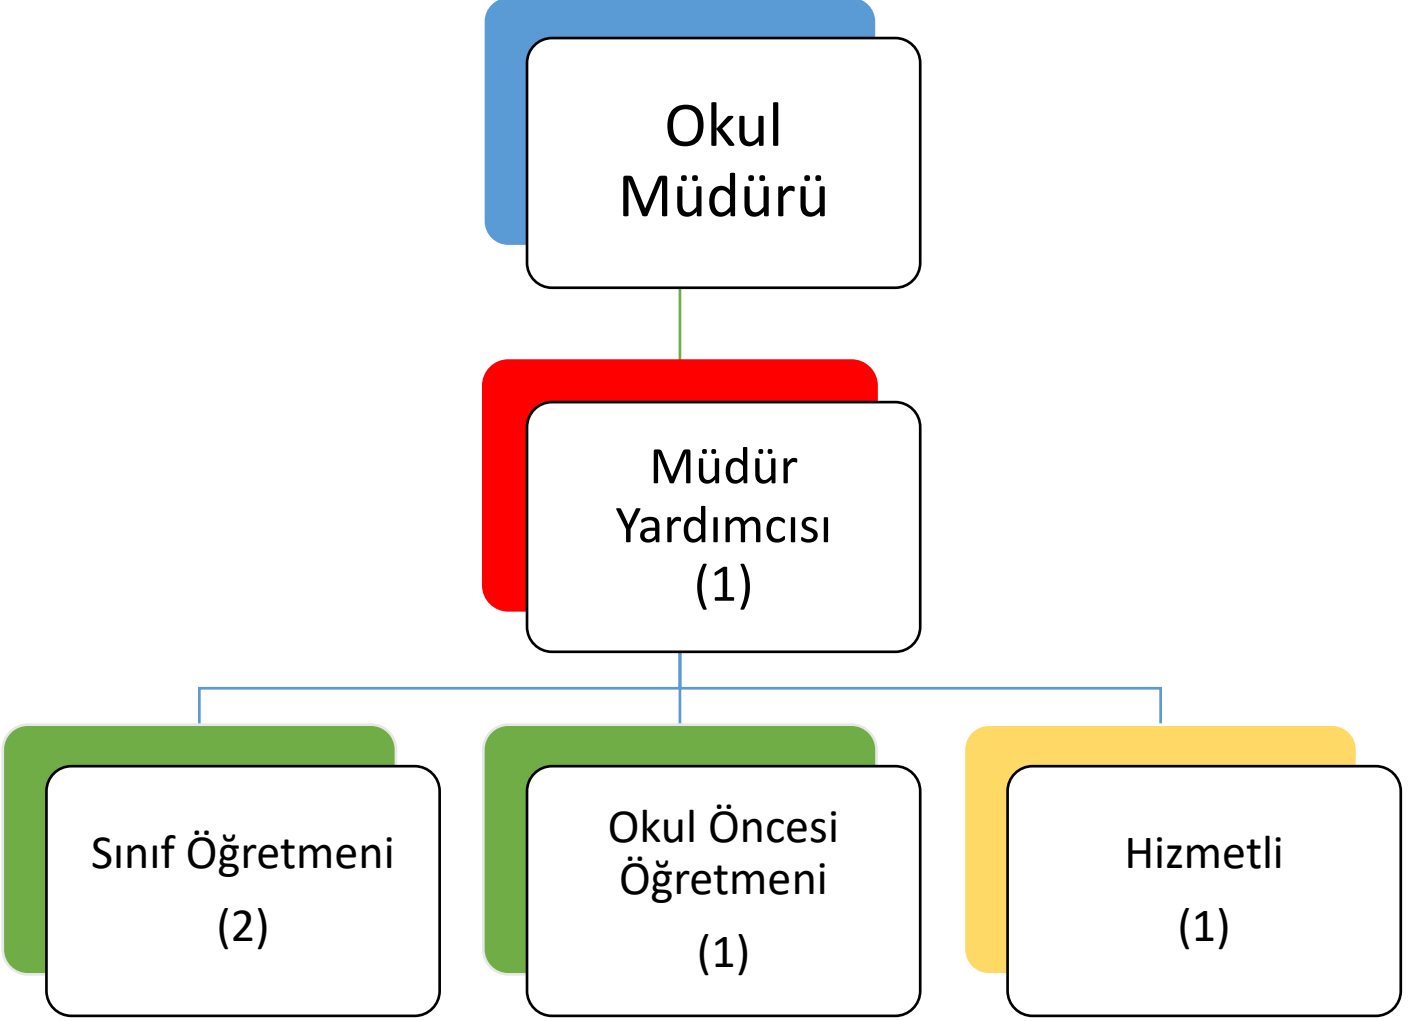 Okul
Müdürü
Müdür
Yardımcısı
(1)
Sınıf Öğretmeni
(2)
Okul Öncesi
Öğretmeni
(1)
Hizmetli
(1)